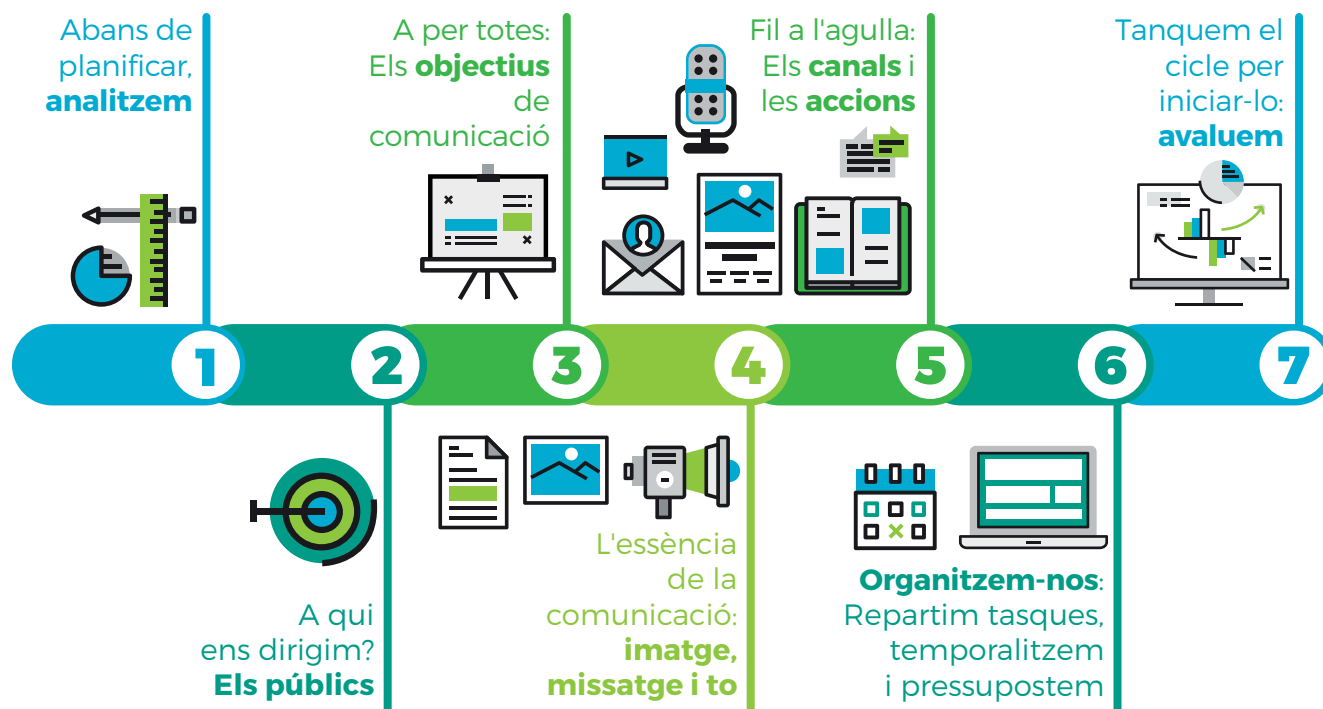 Abans de
planificar,
analitzem
1
A qui
ens dirigim?
Els públics
2
A per totes:
Els objectius
de
comunicació
3
L'essència
de la
comunicació:
imatge,
missatge i to
4
Fil a l'agulla:
Els canals i
les accions
5
Organitzem-nos:
Repartim tasques,
temporalitzem
i pressupostem
6
Tanquem el
cicle per
iniciar-lo:
avaluem
7